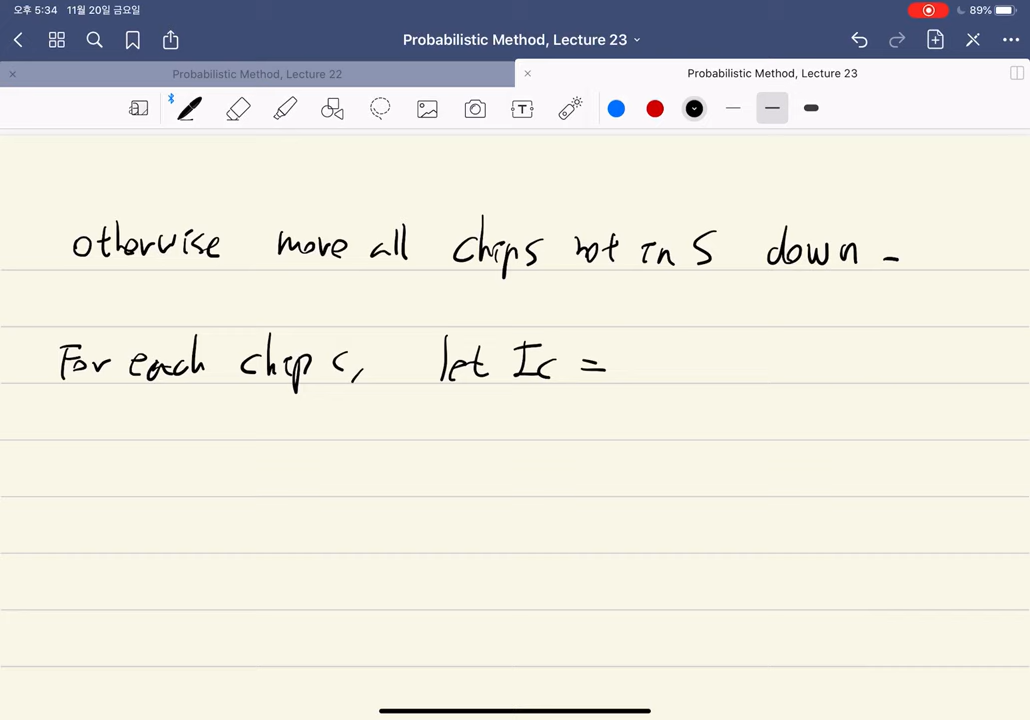 오후 5:34 11월 20일 금요일
89%
Probabilistic Method, Lecture 23
Probabilistic Method, Lecture 22
Probabilistic Method, Lecture 23
otherwise move all chips not in S down -
For each chip c, let Ic =